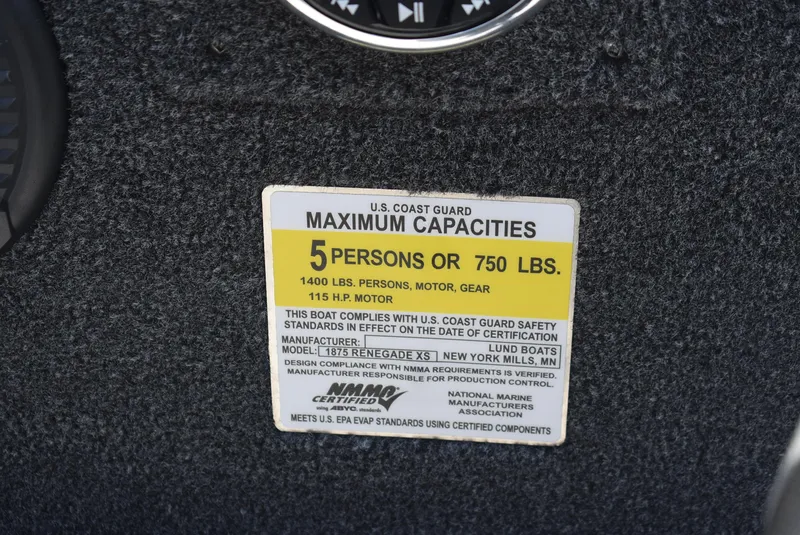 U.S. COAST GUARD
MAXIMUM CAPACITIES
5 PERSONS OR 750 LBS.
1400 LBS. PERSONS, MOTOR, GEAR
115 H.P. MOTOR
THIS BOAT COMPLIES WITH U.S. COAST GUARD SAFETY
STANDARDS IN EFFECT ON THE DATE OF CERTIFICATION
MANUFACTURER: LUND BOATS
MODEL: 1875 RENEGADE XS NEW YORK MILLS, MN
DESIGN COMPLIANCE WITH NMMA REQUIREMENTS IS VERIFIED.
MANUFACTURER RESPONSIBLE FOR PRODUCTION CONTROL.
NMMA
CERTIFIED
using ABYC standards
NATIONAL MARINE
MANUFACTURERS
ASSOCIATION
MEETS U.S. EPA EVAP STANDARDS USING CERTIFIED COMPONENTS